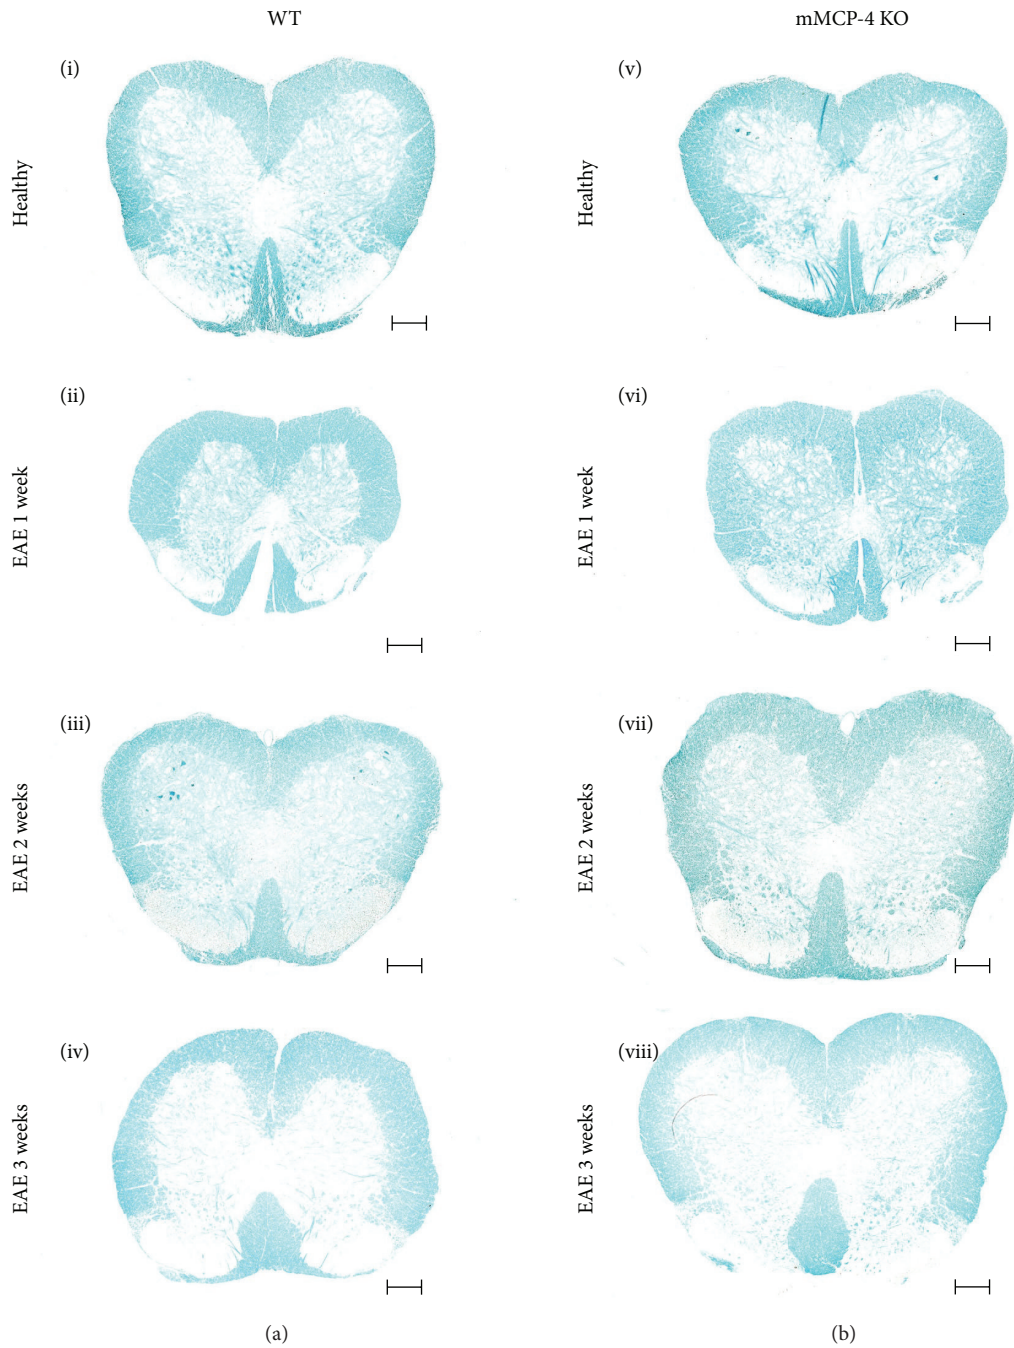 WT
mMCP-4 KO
(i)
(v)
Healthy
Healthy
(ii)
(vi)
EAE 1 week
EAE 1 week
(iii)
(vii)
EAE 2 weeks
EAE 2 weeks
(iv)
(viii)
EAE 3 weeks
EAE 3 weeks
(a)
(b)